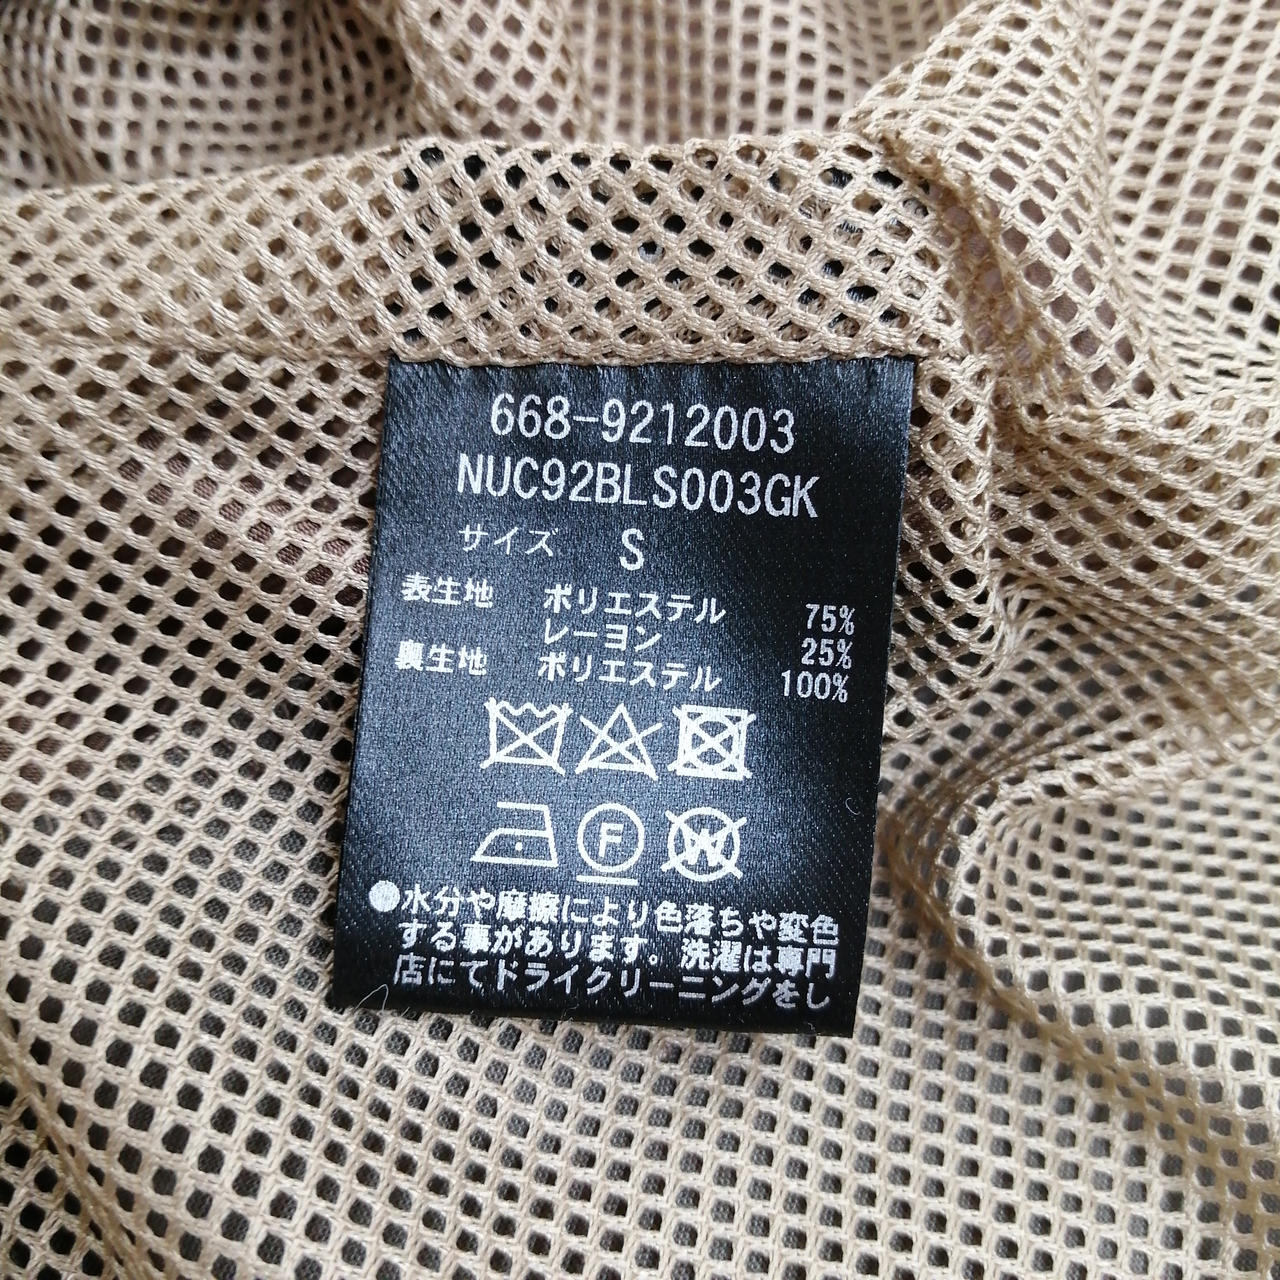 668-9212003
NUC92BLS003GK
サイズ S
表生地 ポリエステル 75%
レーヨン 25%
裏生地 ポリエステル 100%
F W
●水分や摩擦により色落ちや変色
する事があります。洗濯は専門
店にてドライクリーニングをし